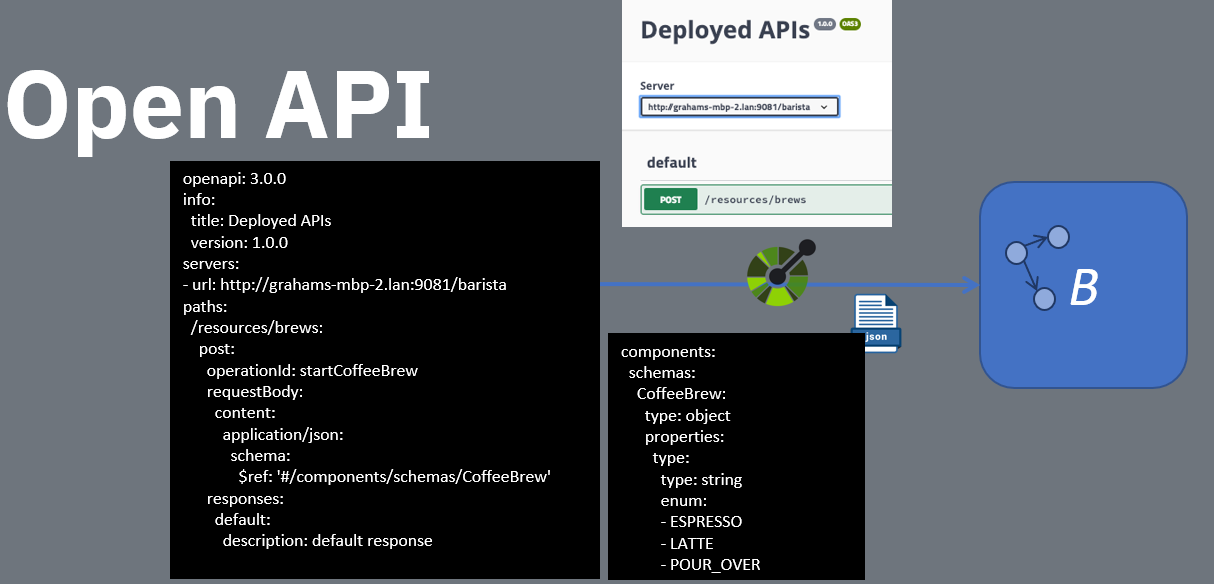 Open API
Deployed APIs 1.0.0 OAS3
Server
http://grahams-mbp-2.lan:9081/barista
default
POST /resources/brews
openapi: 3.0.0
info:
title: Deployed APIs
version: 1.0.0
servers:
- url: http://grahams-mbp-2.lan:9081/barista
paths:
/resources/brews:
post:
operationId: startCoffeeBrew
requestBody:
content:
application/json:
schema:
$ref: '#/components/schemas/CoffeeBrew'
responses:
default:
description: default response
json
components:
schemas:
CoffeeBrew:
type: object
properties:
type:
type: string
enum:
- ESPRESSO
- LATTE
- POUR_OVER
B